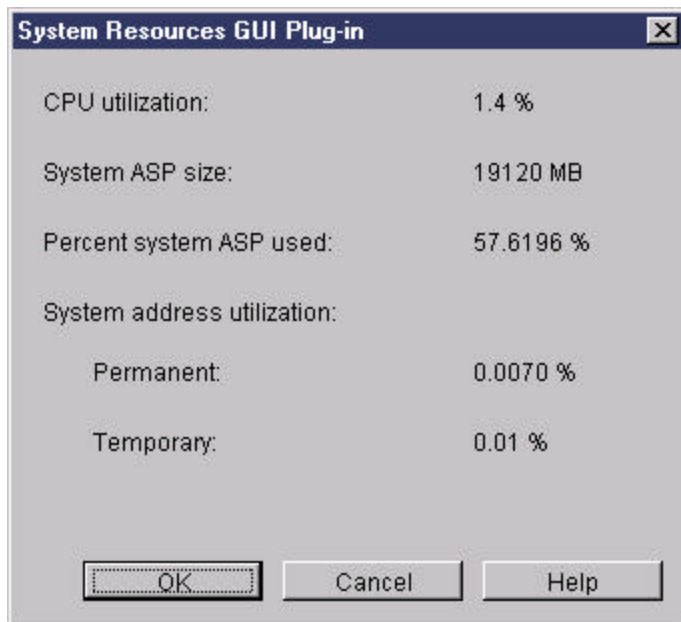 System Resources GUI Plug-in
CPU utilization: 1.4 %
System ASP size: 19120 MB
Percent system ASP used: 57.6196 %
System address utilization:
Permanent: 0.0070 %
Temporary: 0.01 %
OK Cancel Help